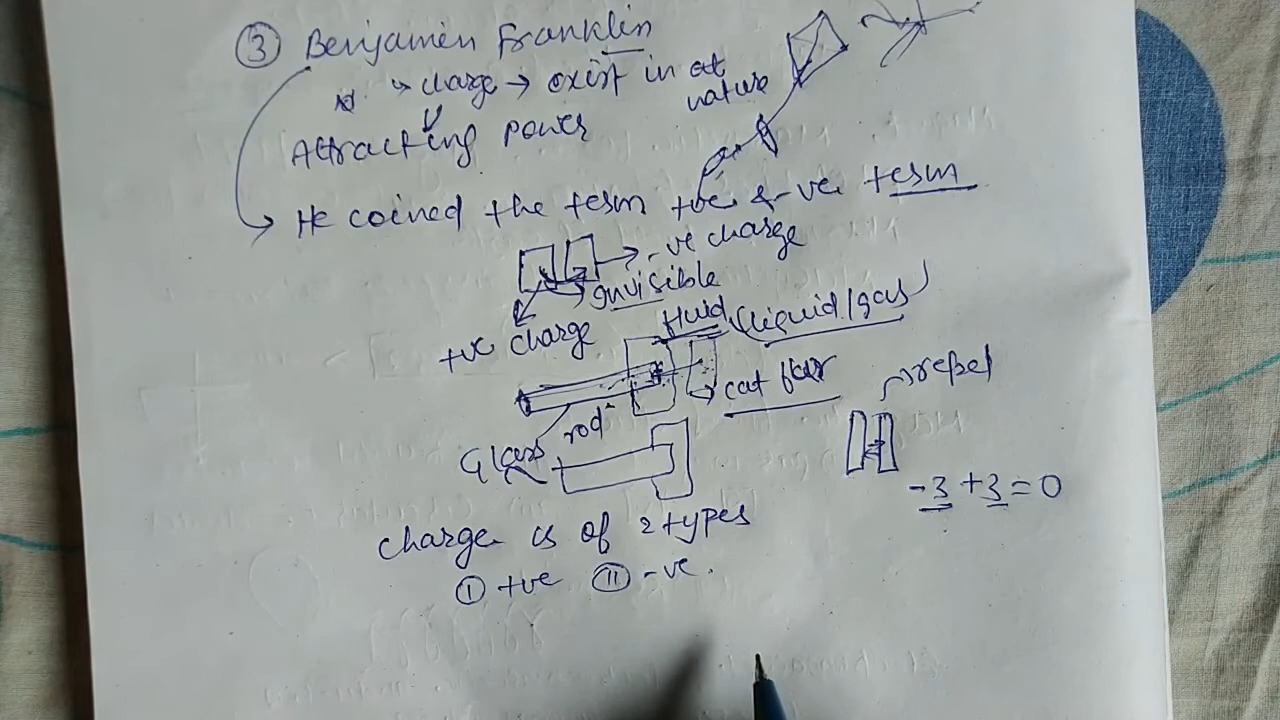 ③ Benjamin Franklin
↳ charge → exist in at nature
Attracting power
→ He coined the term +ve & -ve term
→ -ve charge
→ invisible
+ve charge
fluid (liquid/gas)
→ cat fur
→ repel
Glass rod
-3 + 3 = 0
charge is of 2 types
① +ve ② -ve.